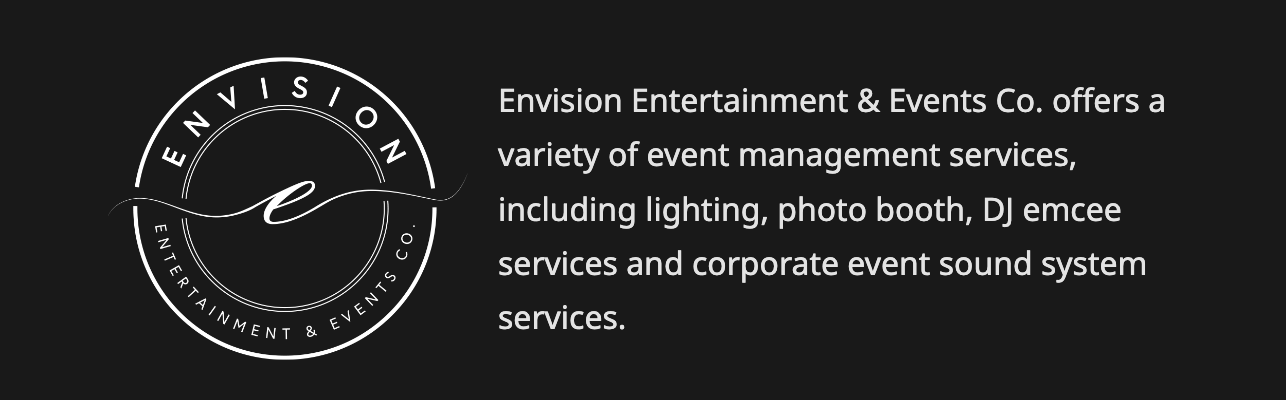 ENVISION
e
ENTERTAINMENT & EVENTS CO.
Envision Entertainment & Events Co. offers a
variety of event management services,
including lighting, photo booth, DJ emcee
services and corporate event sound system
services.